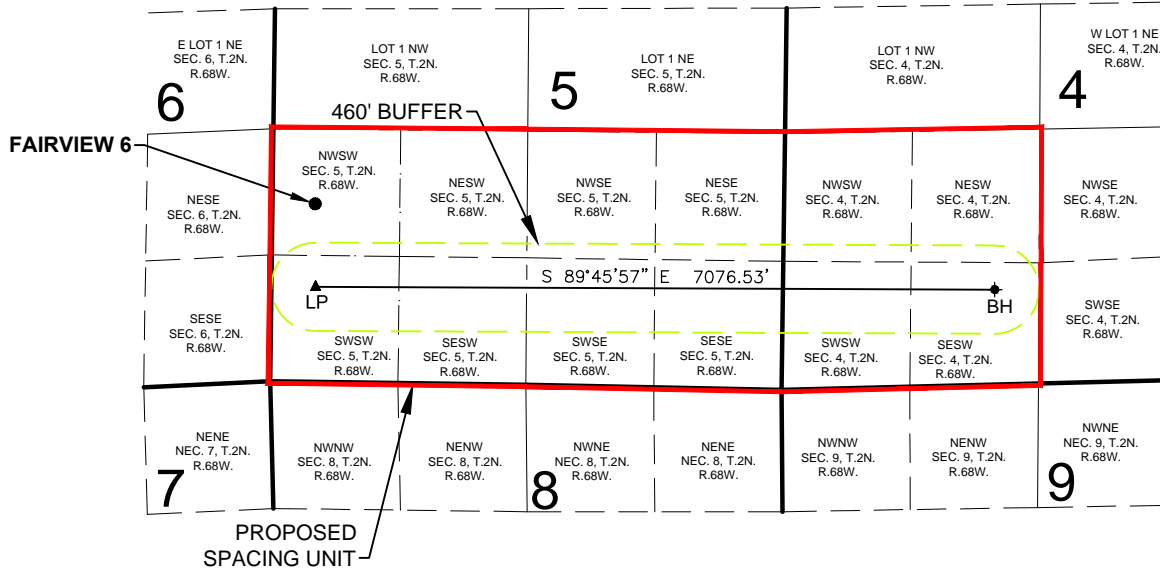 E LOT 1 NE
SEC. 6, T.2N.
R.68W.
6
LOT 1 NW
SEC. 5, T.2N.
R.68W.
5
LOT 1 NE
SEC. 5, T.2N.
R.68W.
LOT 1 NW
SEC. 4, T.2N.
R.68W.
W LOT 1 NE
SEC. 4, T.2N.
R.68W.
4
460' BUFFER
FAIRVIEW 6
NESE
SEC. 6, T.2N.
R.68W.
NWSW
SEC. 5, T.2N.
R.68W.
NESW
SEC. 5, T.2N.
R.68W.
NWSE
SEC. 5, T.2N.
R.68W.
NESE
SEC. 5, T.2N.
R.68W.
NWSW
SEC. 4, T.2N.
R.68W.
NESW
SEC. 4, T.2N.
R.68W.
NWSE
SEC. 4, T.2N.
R.68W.
S 89°45'57" E 7076.53'
LP
BH
SESE
SEC. 6, T.2N.
R.68W.
SWSW
SEC. 5, T.2N.
R.68W.
SESW
SEC. 5, T.2N.
R.68W.
SWSE
SEC. 5, T.2N.
R.68W.
SESE
SEC. 5, T.2N.
R.68W.
SWSW
SEC. 4, T.2N.
R.68W.
SESW
SEC. 4, T.2N.
R.68W.
SWSE
SEC. 4, T.2N.
R.68W.
NENE
NEC. 7, T.2N.
R.68W.
7
NWNW
SEC. 8, T.2N.
R.68W.
NENW
SEC. 8, T.2N.
R.68W.
NWNE
NEC. 8, T.2N.
R.68W.
8
NENE
NEC. 8, T.2N.
R.68W.
NWNW
SEC. 9, T.2N.
R.68W.
NENW
SEC. 9, T.2N.
R.68W.
NWNE
NEC. 9, T.2N.
R.68W.
9
PROPOSED
SPACING UNIT